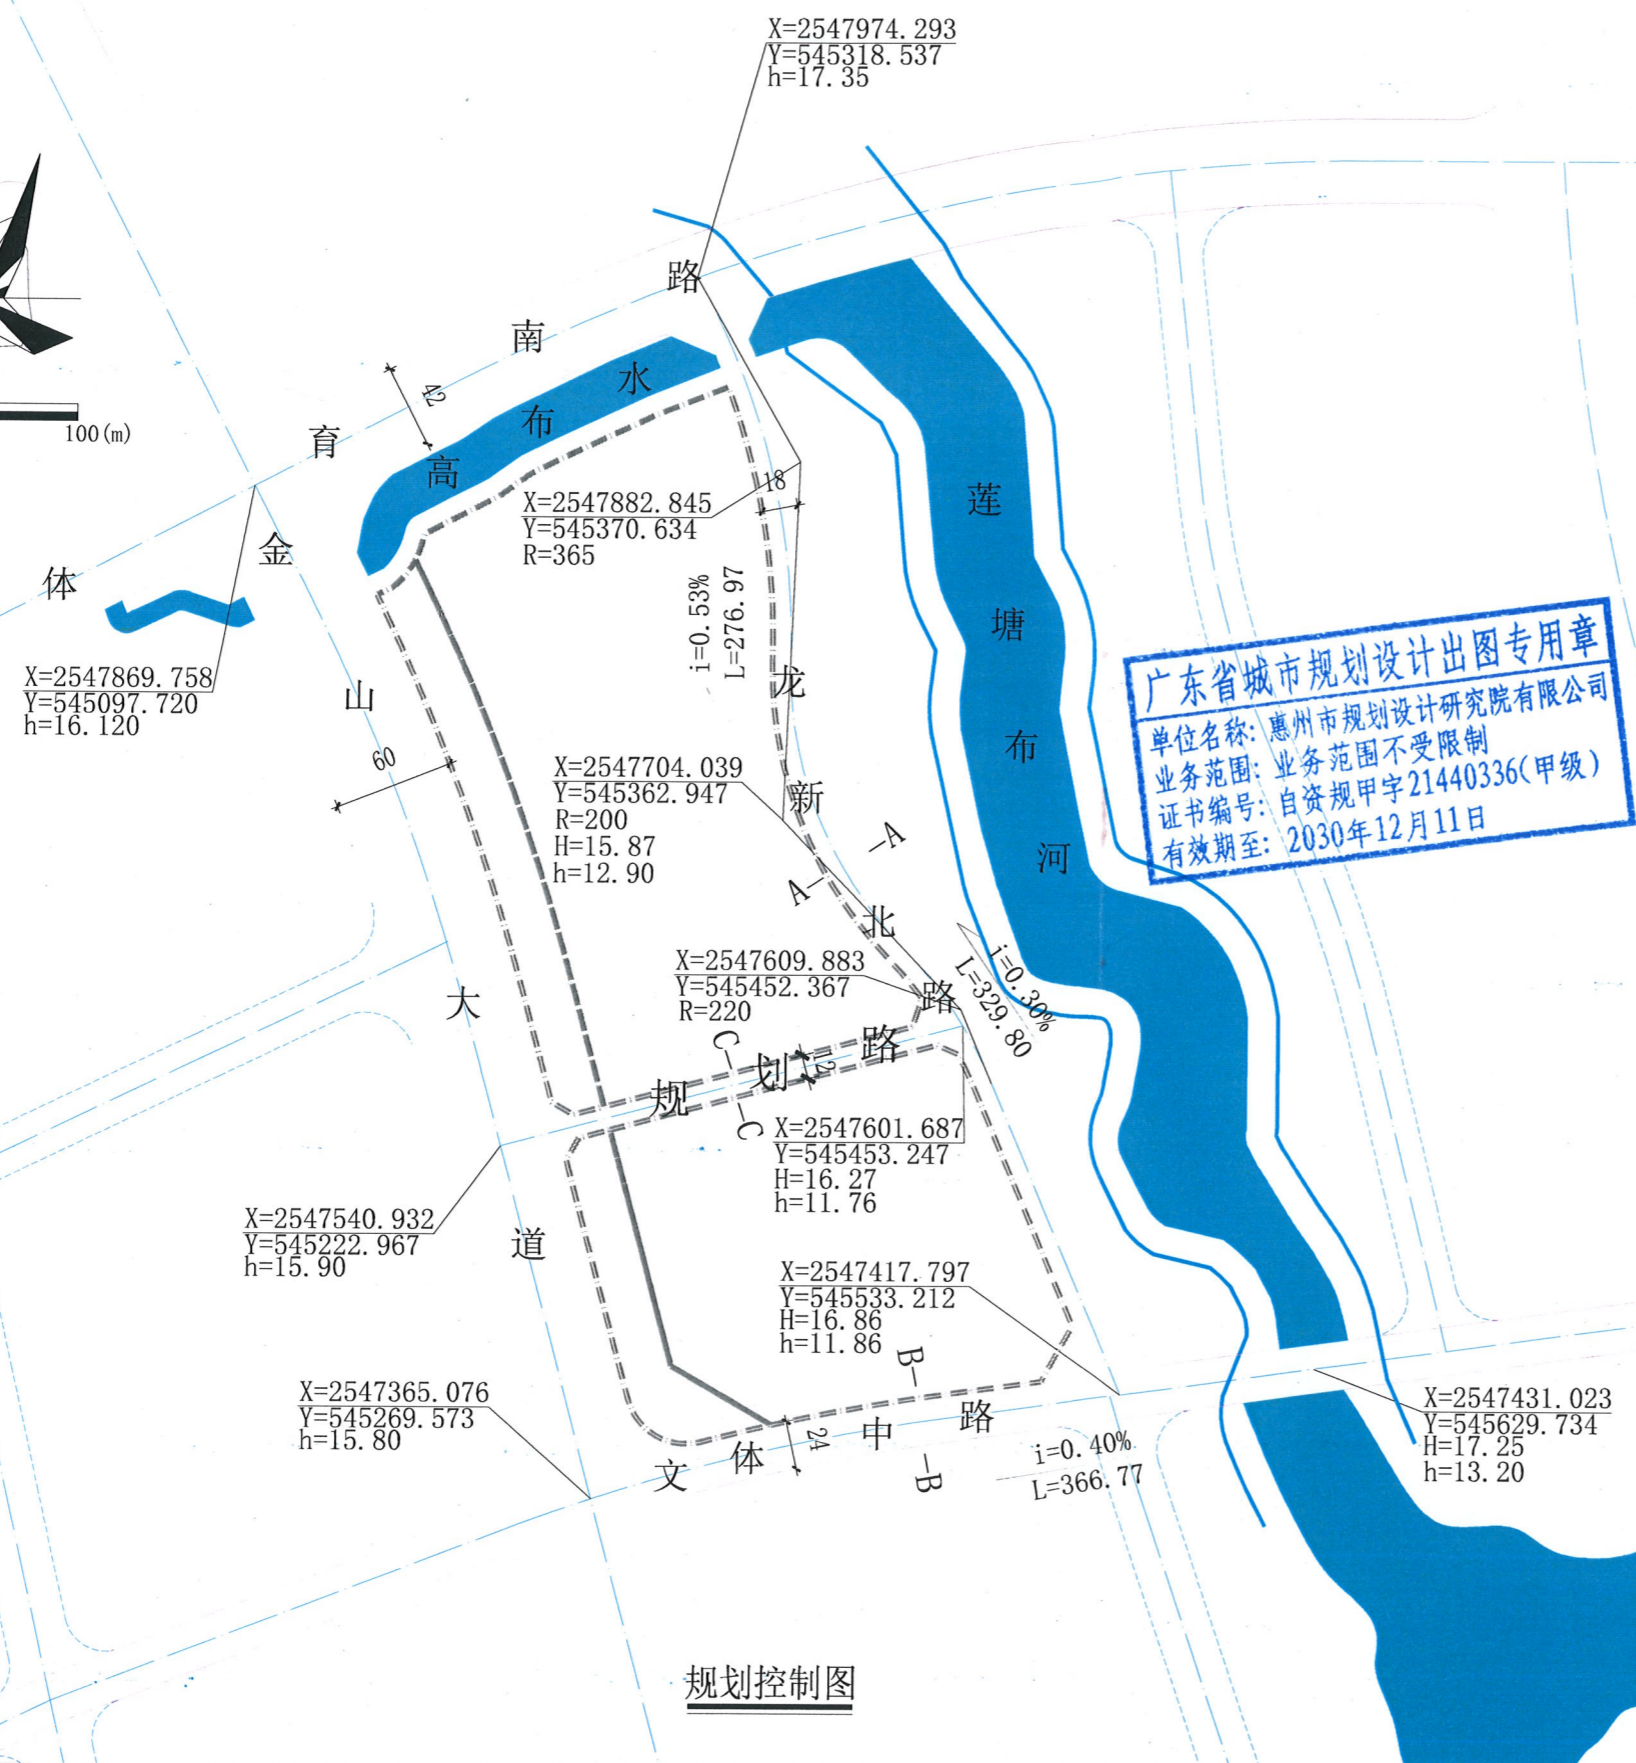 X=2547974.293
Y=545318.537
h=17.35
100(m)
体育南路
42
高布水
X=2547882.845
Y=545370.634
R=365
18
i=0.53%
L=276.97
X=2547869.758
Y=545097.720
h=16.120
金山大道
60
龙新北路
莲塘布河
X=2547704.039
Y=545362.947
R=200
H=15.87
h=12.90
A
A
广东省城市规划设计出图专用章
单位名称: 惠州市规划设计研究院有限公司
业务范围: 业务范围不受限制
证书编号: 自资规甲字21440336(甲级)
有效期至: 2030年12月11日
X=2547609.883
Y=545452.367
R=220
i=0.30%
L=329.80
规划路
C
C
12
X=2547601.687
Y=545453.247
H=16.27
h=11.76
X=2547540.932
Y=545222.967
h=15.90
X=2547417.797
Y=545533.212
H=16.86
h=11.86
B
B
X=2547365.076
Y=545269.573
h=15.80
文体中路
24
i=0.40%
L=366.77
X=2547431.023
Y=545629.734
H=17.25
h=13.20
规划控制图